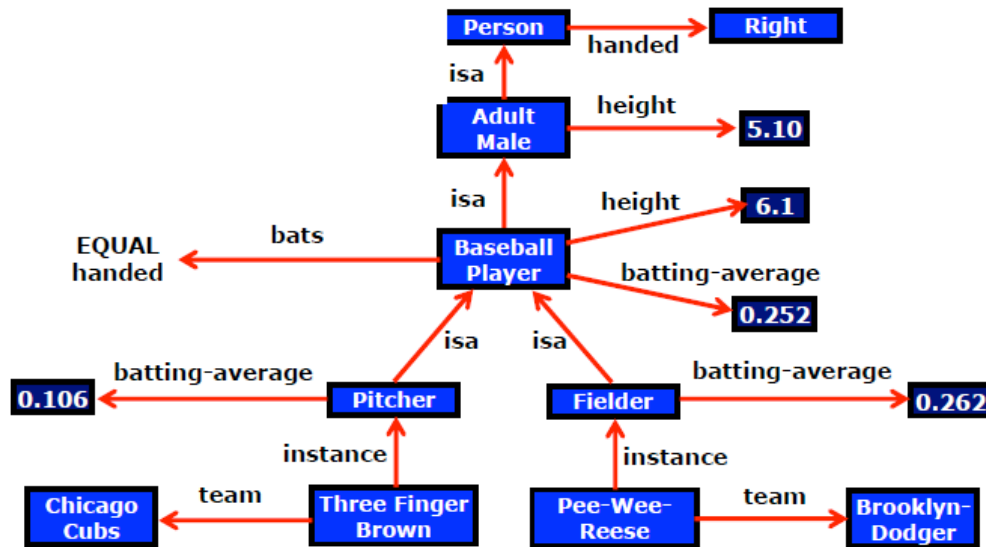 Person
handed
Right
isa
Adult
Male
height
5.10
isa
height
6.1
EQUAL
handed
bats
Baseball
Player
batting-average
0.252
isa
isa
0.106
batting-average
Pitcher
Fielder
batting-average
0.262
instance
instance
Chicago
Cubs
team
Three Finger
Brown
Pee-Wee-
Reese
team
Brooklyn-
Dodger